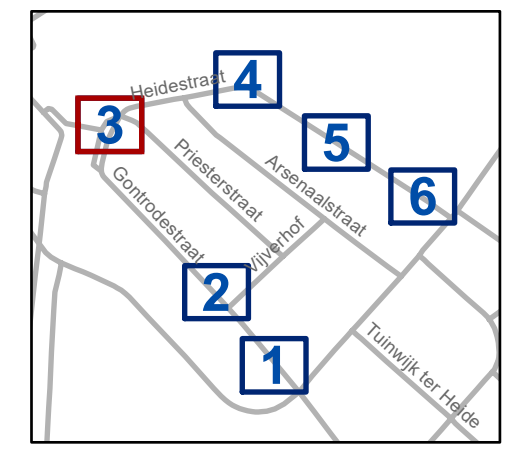 Heidestraat
4
3
5
Priesterstraat
Arsenaalstraat
6
Gontrodestraat
Vijverhof
2
1
Tuinwijk ter Heide